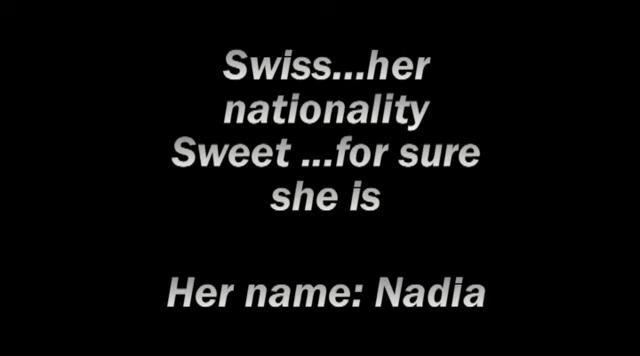 Swiss...her
nationality
Sweet ...for sure
she is
Her name: Nadia